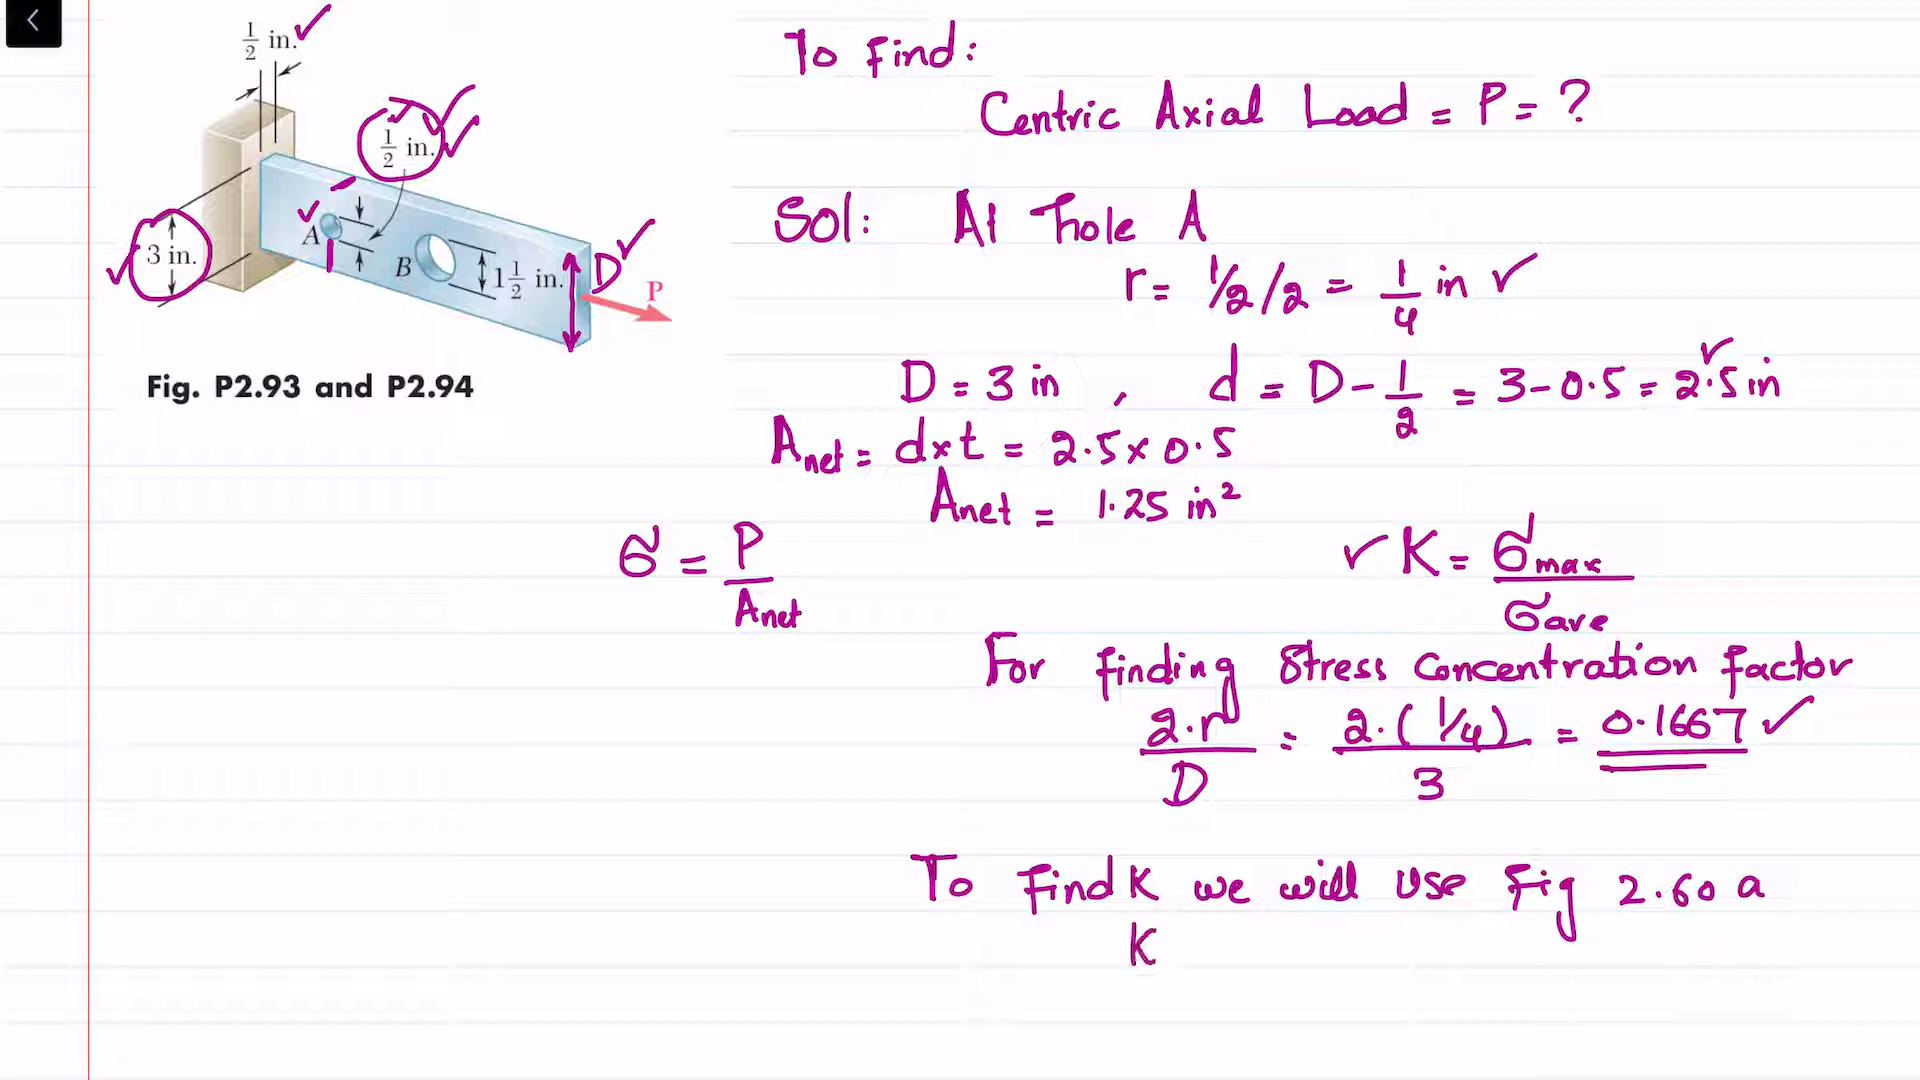 1/2 in.
1/2 in.
3 in.
A
B
1 1/2 in.
D
P
Fig. P2.93 and P2.94
To Find:
Centric Axial Load = P = ?
Sol: At hole A
r = 1/2/2 = 1/4 in
D = 3 in , d = D - 1/2 = 3 - 0.5 = 2.5 in
Anet = d x t = 2.5 x 0.5
Anet = 1.25 in²
σ = P/Anet
K = σmax/σave
For finding Stress Concentration factor
2.r/D = 2.(1/4)/3 = 0.1667
To Find K we will use Fig 2.60 a
K